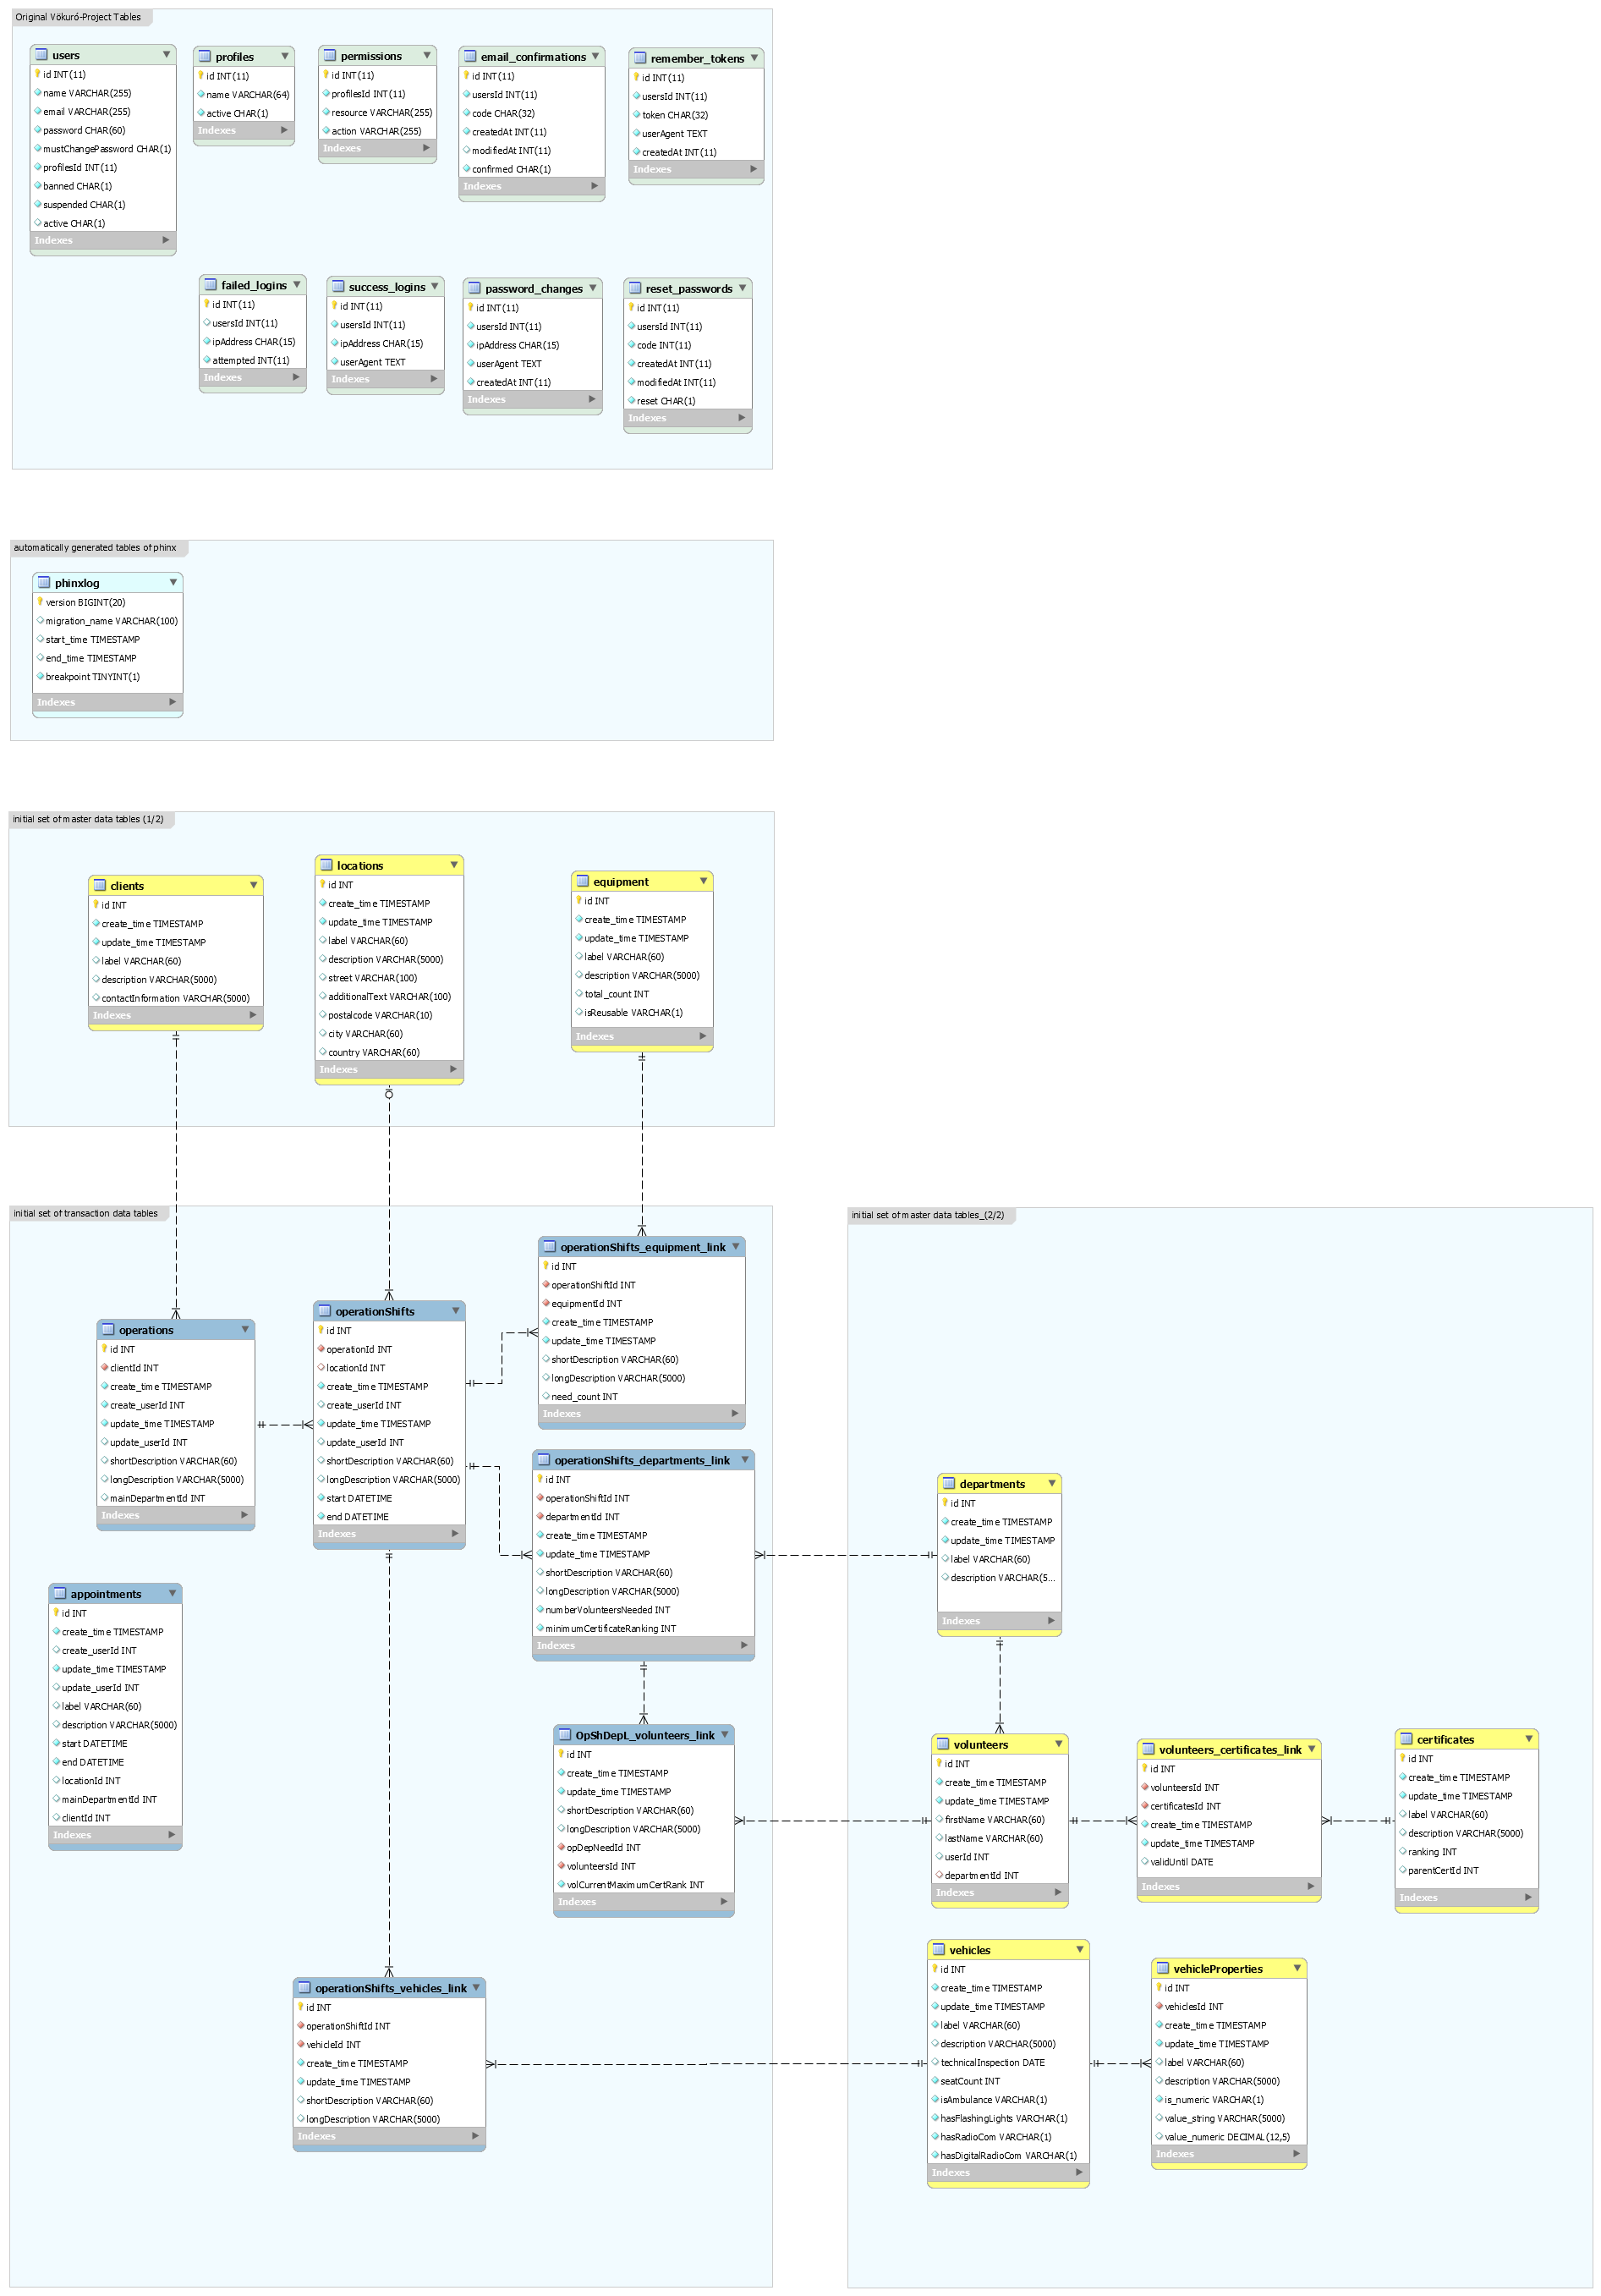 Original Vökuró-Project Tables
users
id INT(11)
name VARCHAR(255)
email VARCHAR(255)
password CHAR(60)
mustChangePassword CHAR(1)
profilesId INT(11)
banned CHAR(1)
suspended CHAR(1)
active CHAR(1)
Indexes
profiles
id INT(11)
name VARCHAR(64)
active CHAR(1)
Indexes
permissions
id INT(11)
profilesId INT(11)
resource VARCHAR(255)
action VARCHAR(255)
Indexes
email_confirmations
id INT(11)
usersId INT(11)
code CHAR(32)
createdAt INT(11)
modifiedAt INT(11)
confirmed CHAR(1)
Indexes
remember_tokens
id INT(11)
usersId INT(11)
token CHAR(32)
userAgent TEXT
createdAt INT(11)
Indexes
failed_logins
id INT(11)
usersId INT(11)
ipAddress CHAR(15)
attempted INT(11)
Indexes
success_logins
id INT(11)
usersId INT(11)
ipAddress CHAR(15)
userAgent TEXT
Indexes
password_changes
id INT(11)
usersId INT(11)
ipAddress CHAR(15)
userAgent TEXT
createdAt INT(11)
Indexes
reset_passwords
id INT(11)
usersId INT(11)
code INT(11)
createdAt INT(11)
modifiedAt INT(11)
reset CHAR(1)
Indexes
automatically generated tables of phinx
phinxlog
version BIGINT(20)
migration_name VARCHAR(100)
start_time TIMESTAMP
end_time TIMESTAMP
breakpoint TINYINT(1)
Indexes
initial set of master data tables (1/2)
clients
id INT
create_time TIMESTAMP
update_time TIMESTAMP
label VARCHAR(60)
description VARCHAR(5000)
contactInformation VARCHAR(5000)
Indexes
locations
id INT
create_time TIMESTAMP
update_time TIMESTAMP
label VARCHAR(60)
description VARCHAR(5000)
street VARCHAR(100)
additionalText VARCHAR(100)
postalcode VARCHAR(10)
city VARCHAR(60)
country VARCHAR(60)
Indexes
equipment
id INT
create_time TIMESTAMP
update_time TIMESTAMP
label VARCHAR(60)
description VARCHAR(5000)
total_count INT
isReusable VARCHAR(1)
Indexes
initial set of transaction data tables
operations
id INT
clientId INT
create_time TIMESTAMP
create_userId INT
update_time TIMESTAMP
update_userId INT
shortDescription VARCHAR(60)
longDescription VARCHAR(5000)
mainDepartmentId INT
Indexes
operationShifts
id INT
operationId INT
locationId INT
create_time TIMESTAMP
create_userId INT
update_time TIMESTAMP
update_userId INT
shortDescription VARCHAR(60)
longDescription VARCHAR(5000)
start DATETIME
end DATETIME
Indexes
operationShifts_equipment_link
id INT
operationShiftId INT
equipmentId INT
create_time TIMESTAMP
update_time TIMESTAMP
shortDescription VARCHAR(60)
longDescription VARCHAR(5000)
need_count INT
Indexes
operationShifts_departments_link
id INT
operationShiftId INT
departmentId INT
create_time TIMESTAMP
update_time TIMESTAMP
shortDescription VARCHAR(60)
longDescription VARCHAR(5000)
numberVolunteersNeeded INT
minimumCertificateRanking INT
Indexes
appointments
id INT
create_time TIMESTAMP
create_userId INT
update_time TIMESTAMP
update_userId INT
label VARCHAR(60)
description VARCHAR(5000)
start DATETIME
end DATETIME
locationId INT
mainDepartmentId INT
clientId INT
Indexes
OpShDepL_volunteers_link
id INT
create_time TIMESTAMP
update_time TIMESTAMP
shortDescription VARCHAR(60)
longDescription VARCHAR(5000)
opDepNeedId INT
volunteersId INT
volCurrentMaximumCertRank INT
Indexes
operationShifts_vehicles_link
id INT
operationShiftId INT
vehicleId INT
create_time TIMESTAMP
update_time TIMESTAMP
shortDescription VARCHAR(60)
longDescription VARCHAR(5000)
Indexes
initial set of master data tables_(2/2)
departments
id INT
create_time TIMESTAMP
update_time TIMESTAMP
label VARCHAR(60)
description VARCHAR(5...
Indexes
volunteers
id INT
create_time TIMESTAMP
update_time TIMESTAMP
firstName VARCHAR(60)
lastName VARCHAR(60)
userId INT
departmentId INT
Indexes
volunteers_certificates_link
id INT
volunteersId INT
certificatesId INT
create_time TIMESTAMP
update_time TIMESTAMP
validUntil DATE
Indexes
certificates
id INT
create_time TIMESTAMP
update_time TIMESTAMP
label VARCHAR(60)
description VARCHAR(5000)
ranking INT
parentCertId INT
Indexes
vehicles
id INT
create_time TIMESTAMP
update_time TIMESTAMP
label VARCHAR(60)
description VARCHAR(5000)
technicalInspection DATE
seatCount INT
isAmbulance VARCHAR(1)
hasFlashingLights VARCHAR(1)
hasRadioCom VARCHAR(1)
hasDigitalRadioCom VARCHAR(1)
Indexes
vehicleProperties
id INT
vehiclesId INT
create_time TIMESTAMP
update_time TIMESTAMP
label VARCHAR(60)
description VARCHAR(5000)
is_numeric VARCHAR(1)
value_string VARCHAR(5000)
value_numeric DECIMAL(12,5)
Indexes